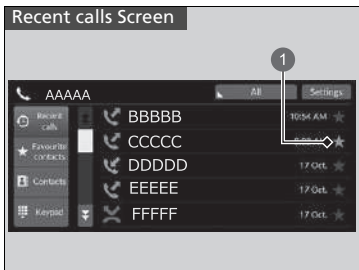 Recent calls Screen
1
AAAAA
All
Settings
Recent calls
BBBBB
10:54 AM
Favourite contacts
CCCCC
DDDDD
17 Oct.
Contacts
EEEEE
17 Oct.
Keypad
FFFFF
17 Oct.